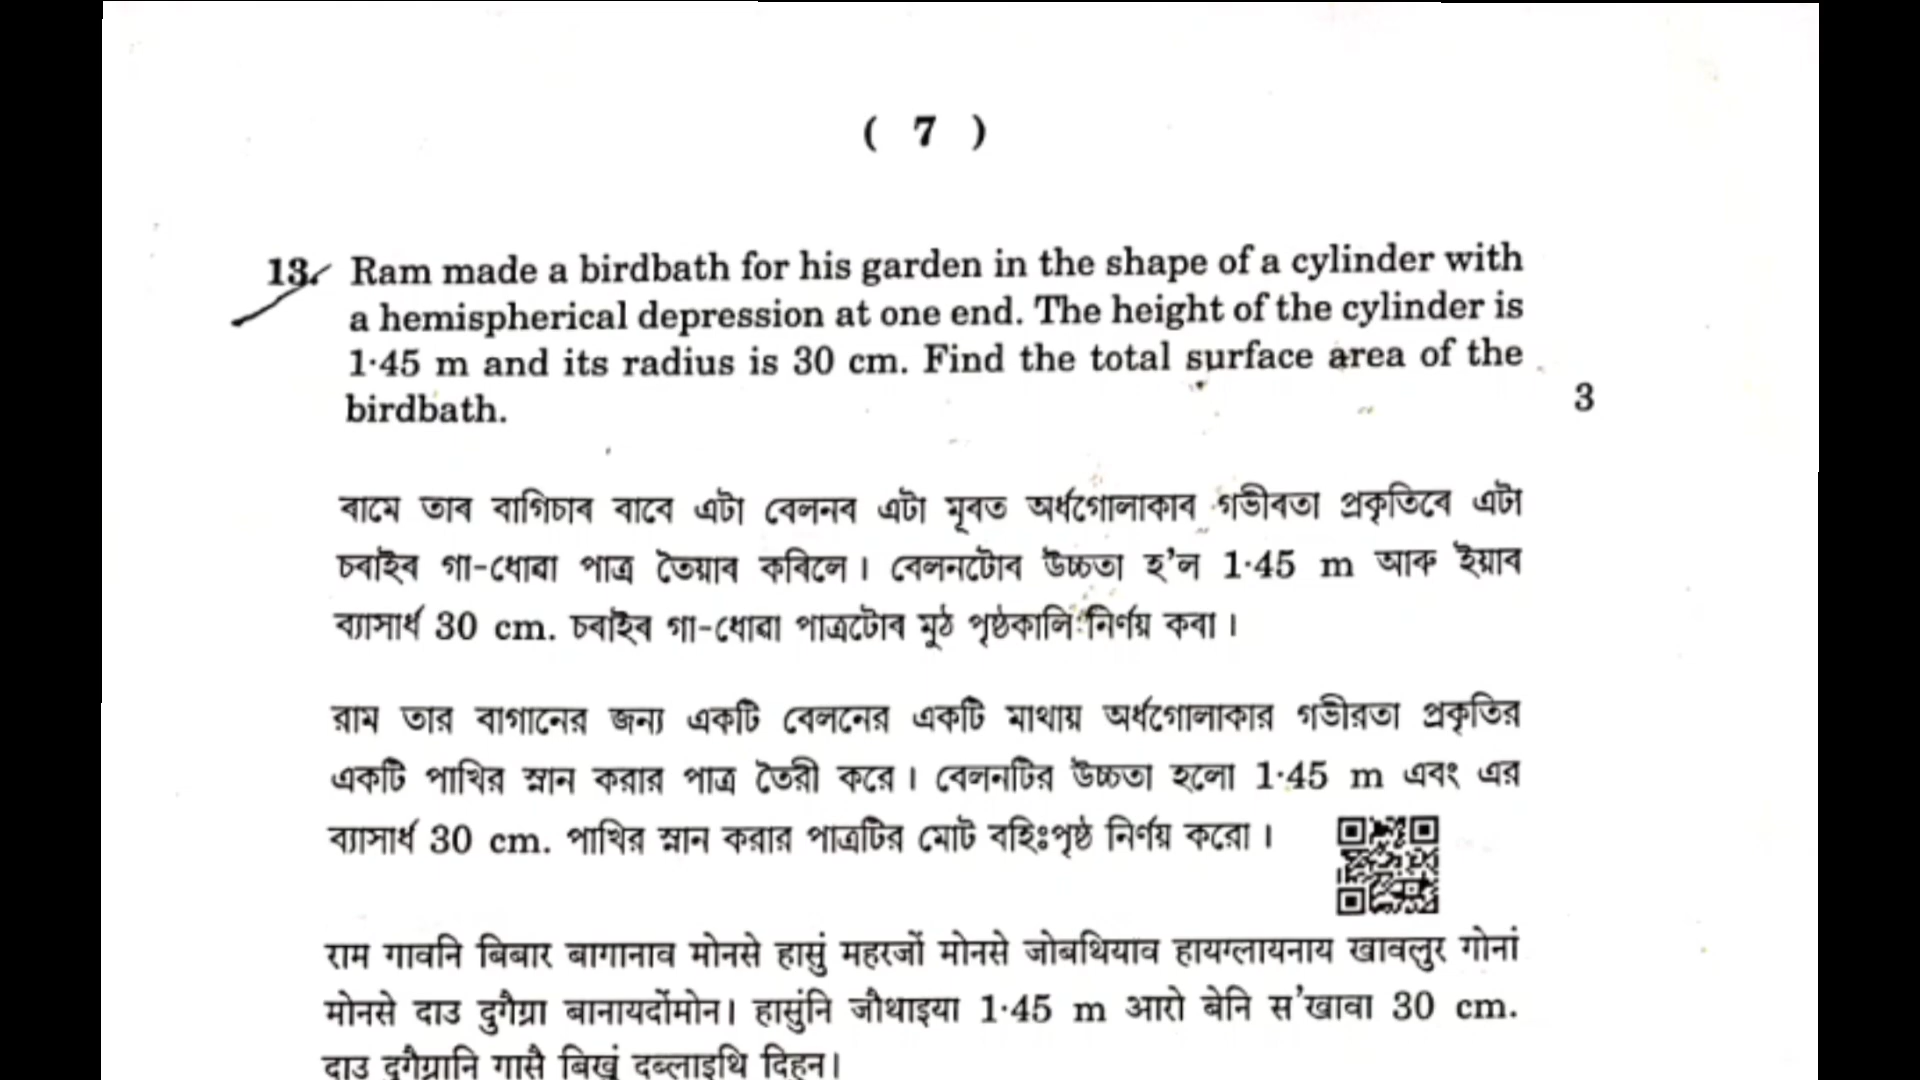 ( 7 )
13. Ram made a birdbath for his garden in the shape of a cylinder with
a hemispherical depression at one end. The height of the cylinder is
1·45 m and its radius is 30 cm. Find the total surface area of the
birdbath.
3
ৰামে তাৰ বাগিচাৰ বাবে এটা বেলনৰ এটা মূৰত অৰ্ধগোলাকাৰ গভীৰতা প্ৰকৃতিৰে এটা
চৰাইৰ গা-ধোৱা পাত্ৰ তৈয়াৰ কৰিলে। বেলনটোৰ উচ্চতা হ’ল 1·45 m আৰু ইয়াৰ
ব্যাসাৰ্ধ 30 cm. চৰাইৰ গা-ধোৱা পাত্ৰটোৰ মুঠ পৃষ্ঠকালি নিৰ্ণয় কৰা।
রাম তার বাগানের জন্য একটি বেলনের একটি মাথায় অর্ধগোলাকার গভীরতা প্রকৃতির
একটি পাখির স্নান করার পাত্র তৈরী করে। বেলনটির উচ্চতা হলো 1·45 m এবং এর
ব্যাসার্ধ 30 cm. পাখির স্নান করার পাত্রটির মোট বহিঃপৃষ্ঠ নির্ণয় করো।
राम गावनि बिबार बागानाव मोनसे हासुं महरजों मोनसे जोबथियाव हायग्लायनाय खावलुर गोनां
मोनसे दाउ दुगैग्रा बानायदोंमोन। हासुंनि जौथाइया 1·45 m आरो बेनि स’खावा 30 cm.
दाउ दुगैग्रानि गासै बिखुं दब्लाइथि दिहुन।